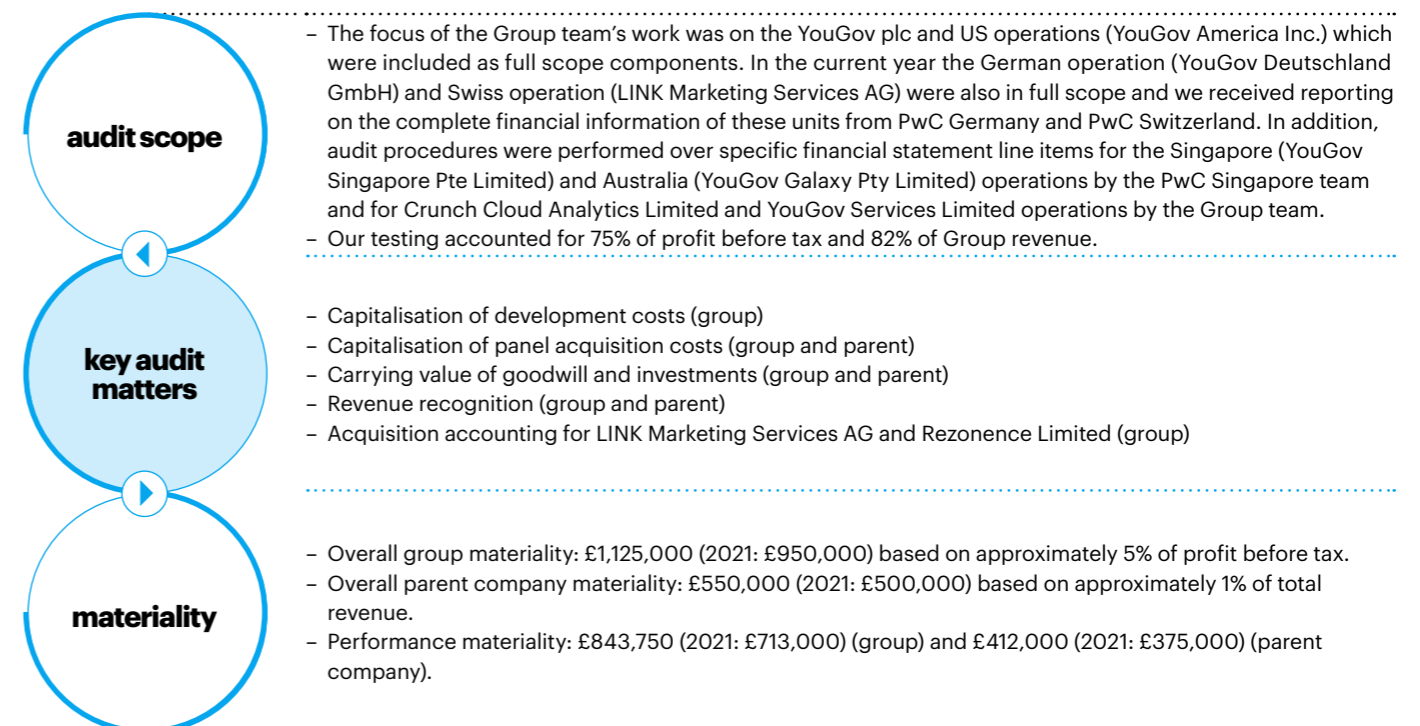 audit scope
– The focus of the Group team's work was on the YouGov plc and US operations (YouGov America Inc.) which
were included as full scope components. In the current year the German operation (YouGov Deutschland
GmbH) and Swiss operation (LINK Marketing Services AG) were also in full scope and we received reporting
on the complete financial information of these units from PwC Germany and PwC Switzerland. In addition,
audit procedures were performed over specific financial statement line items for the Singapore (YouGov
Singapore Pte Limited) and Australia (YouGov Galaxy Pty Limited) operations by the PwC Singapore team
and for Crunch Cloud Analytics Limited and YouGov Services Limited operations by the Group team.
– Our testing accounted for 75% of profit before tax and 82% of Group revenue.
key audit
matters
– Capitalisation of development costs (group)
– Capitalisation of panel acquisition costs (group and parent)
– Carrying value of goodwill and investments (group and parent)
– Revenue recognition (group and parent)
– Acquisition accounting for LINK Marketing Services AG and Rezonence Limited (group)
materiality
– Overall group materiality: £1,125,000 (2021: £950,000) based on approximately 5% of profit before tax.
– Overall parent company materiality: £550,000 (2021: £500,000) based on approximately 1% of total
revenue.
– Performance materiality: £843,750 (2021: £713,000) (group) and £412,000 (2021: £375,000) (parent
company).